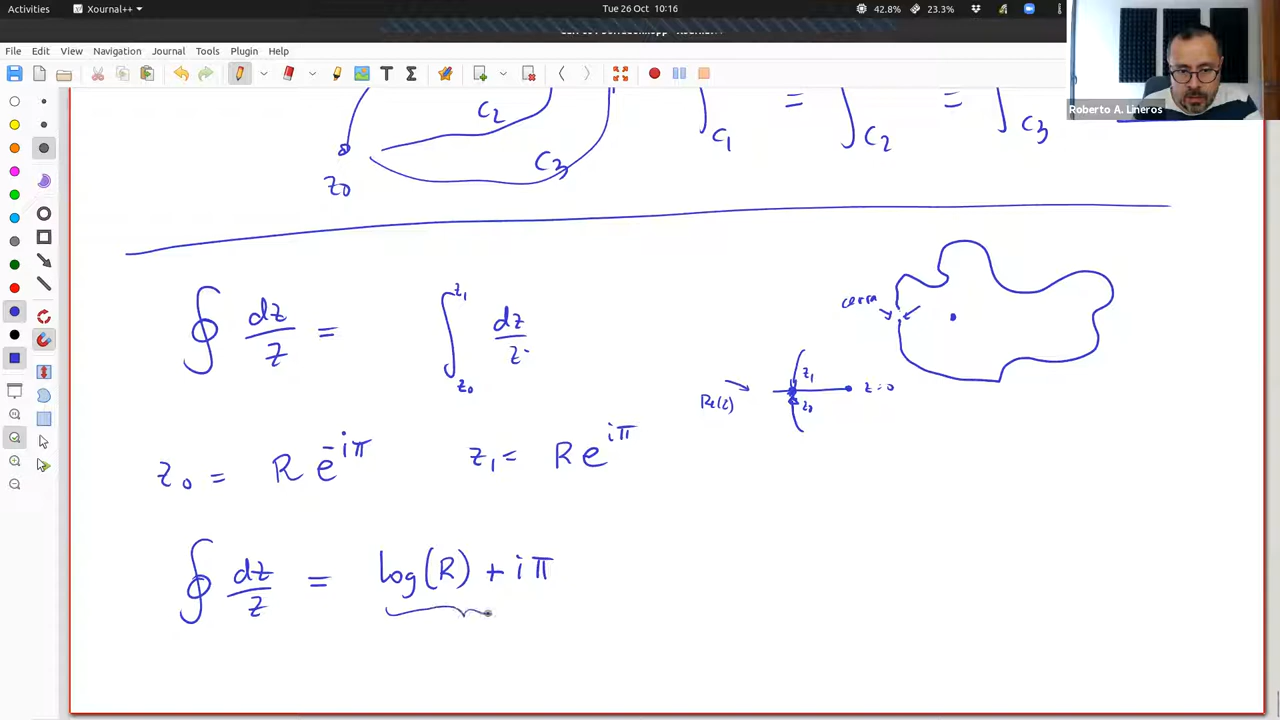 Activities Xournal++ Tue 26 Oct 10:16 42.8% 23.3%
File Edit View Navigation Journal Tools Plugin Help
Roberto A. Lineros
C2 C3 z0
∫C1 = ∫C2 = ∫C3
∮ dz/z = ∫_{z0}^{z1} dz/z
z1
z0
z=0
Re(z)
z0 = R e^{-iπ} z1 = R e^{iπ}
∮ dz/z = log(R) + iπ